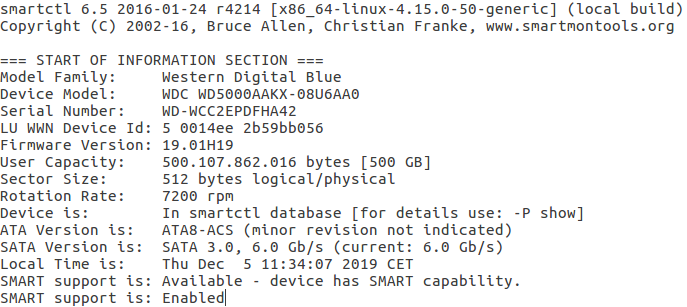 smartctl 6.5 2016-01-24 r4214 [x86_64-linux-4.15.0-50-generic] (local build)
Copyright (C) 2002-16, Bruce Allen, Christian Franke, www.smartmontools.org

=== START OF INFORMATION SECTION ===
Model Family:     Western Digital Blue
Device Model:     WDC WD5000AAKX-08U6AA0
Serial Number:    WD-WCC2EPDFHA42
LU WWN Device Id: 5 0014ee 2b59bb056
Firmware Version: 19.01H19
User Capacity:    500.107.862.016 bytes [500 GB]
Sector Size:      512 bytes logical/physical
Rotation Rate:    7200 rpm
Device is:        In smartctl database [for details use: -P show]
ATA Version is:   ATA8-ACS (minor revision not indicated)
SATA Version is:  SATA 3.0, 6.0 Gb/s (current: 6.0 Gb/s)
Local Time is:    Thu Dec  5 11:34:07 2019 CET
SMART support is: Available - device has SMART capability.
SMART support is: Enabled